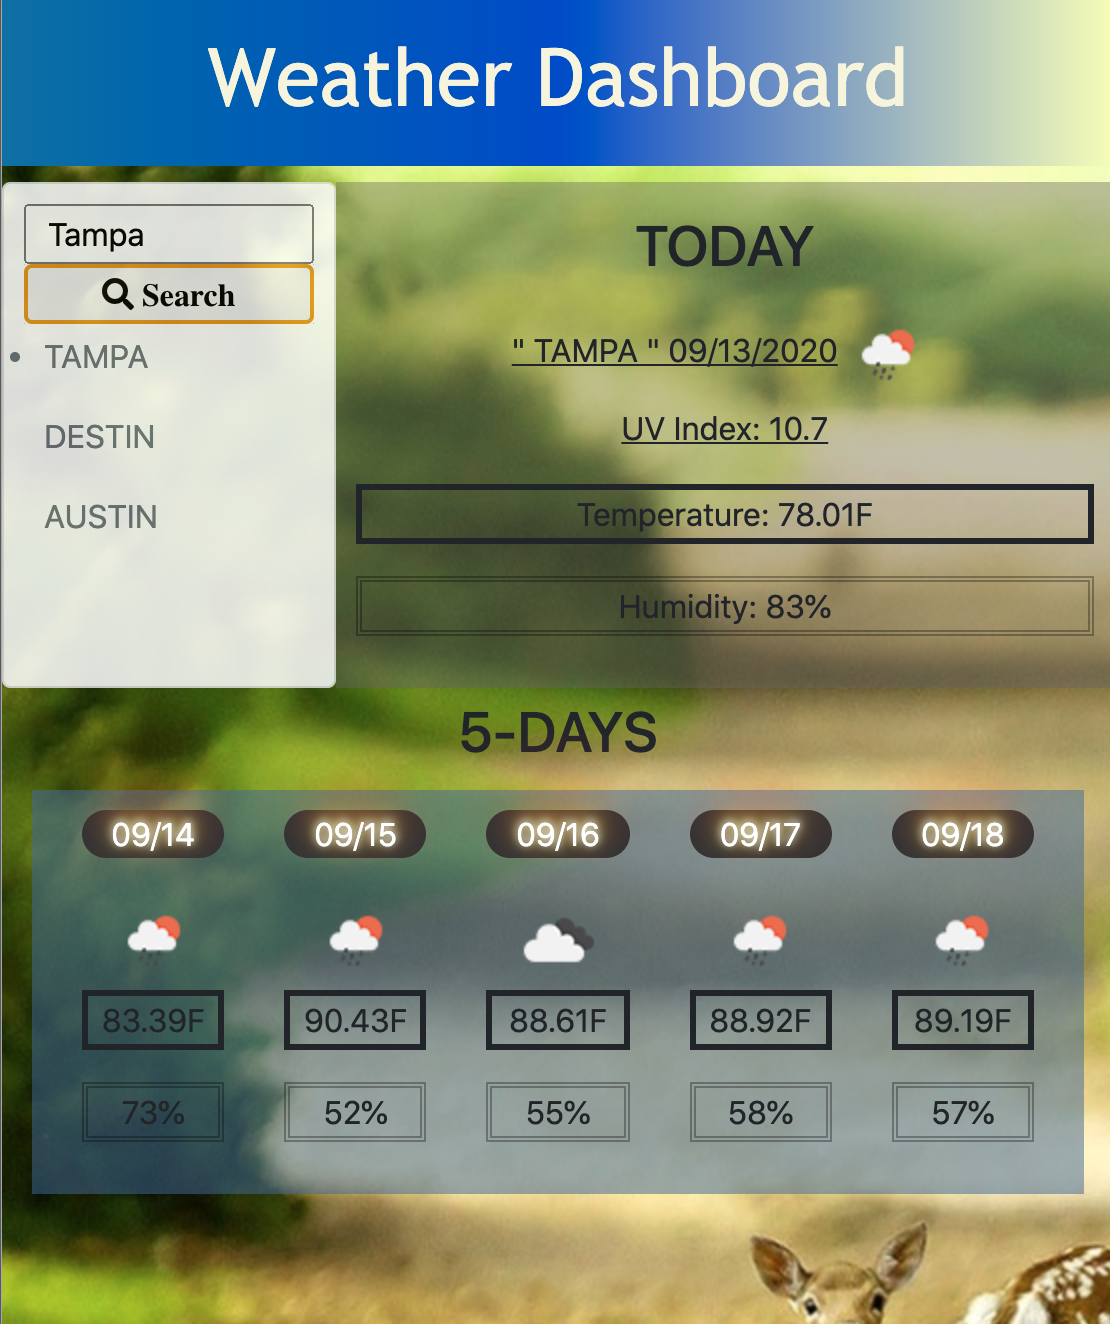 Weather Dashboard
Tampa
Search
TAMPA
DESTIN
AUSTIN
TODAY
" TAMPA " 09/13/2020
UV Index: 10.7
Temperature: 78.01F
Humidity: 83%
5-DAYS
09/14 09/15 09/16 09/17 09/18
83.39F 90.43F 88.61F 88.92F 89.19F
73% 52% 55% 58% 57%